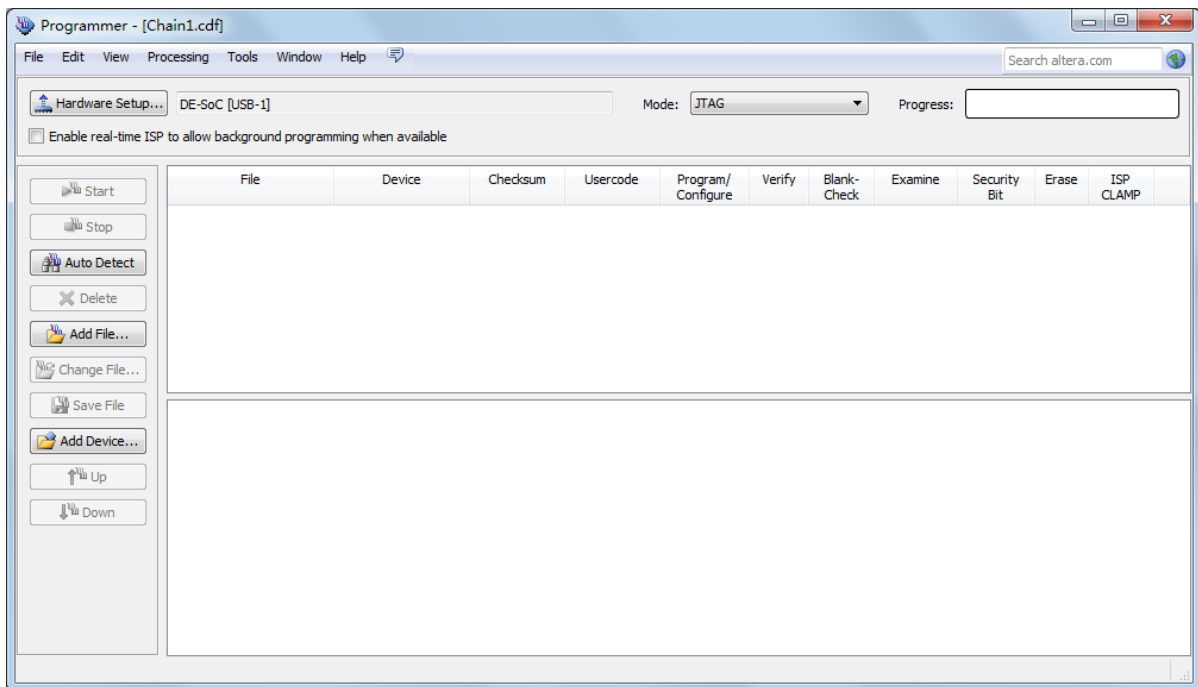 Programmer - [Chain1.cdf]
File Edit View Processing Tools Window Help
Search altera.com
Hardware Setup... DE-SoC [USB-1] Mode: JTAG Progress:
Enable real-time ISP to allow background programming when available
File Device Checksum Usercode Program/ Verify Blank- Examine Security Erase ISP
Configure Check Bit CLAMP
Start
Stop
Auto Detect
Delete
Add File...
Change File...
Save File
Add Device...
Up
Down